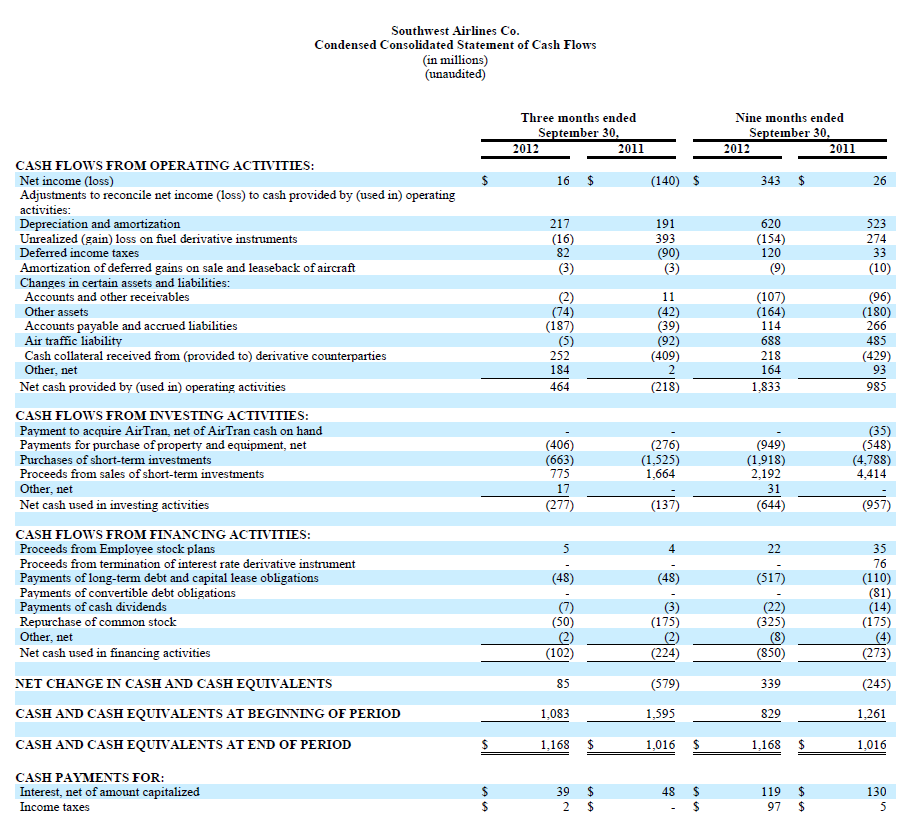 Southwest Airlines Co.
Condensed Consolidated Statement of Cash Flows
(in millions)
(unaudited)
Three months ended Nine months ended
September 30, September 30,
2012 2011 2012 2011
CASH FLOWS FROM OPERATING ACTIVITIES:
Net income (loss) $ 16 $ (140) $ 343 $ 26
Adjustments to reconcile net income (loss) to cash provided by (used in) operating
activities:
Depreciation and amortization 217 191 620 523
Unrealized (gain) loss on fuel derivative instruments (16) 393 (154) 274
Deferred income taxes 82 (90) 120 33
Amortization of deferred gains on sale and leaseback of aircraft (3) (3) (9) (10)
Changes in certain assets and liabilities:
Accounts and other receivables (2) 11 (107) (96)
Other assets (74) (42) (164) (180)
Accounts payable and accrued liabilities (187) (39) 114 266
Air traffic liability (5) (92) 688 485
Cash collateral received from (provided to) derivative counterparties 252 (409) 218 (429)
Other, net 184 2 164 93
Net cash provided by (used in) operating activities 464 (218) 1,833 985
CASH FLOWS FROM INVESTING ACTIVITIES:
Payment to acquire AirTran, net of AirTran cash on hand - - - (35)
Payments for purchase of property and equipment, net (406) (276) (949) (548)
Purchases of short-term investments (663) (1,525) (1,918) (4,788)
Proceeds from sales of short-term investments 775 1,664 2,192 4,414
Other, net 17 - 31 -
Net cash used in investing activities (277) (137) (644) (957)
CASH FLOWS FROM FINANCING ACTIVITIES:
Proceeds from Employee stock plans 5 4 22 35
Proceeds from termination of interest rate derivative instrument - - - 76
Payments of long-term debt and capital lease obligations (48) (48) (517) (110)
Payments of convertible debt obligations - - - (81)
Payments of cash dividends (7) (3) (22) (14)
Repurchase of common stock (50) (175) (325) (175)
Other, net (2) (2) (8) (4)
Net cash used in financing activities (102) (224) (850) (273)
NET CHANGE IN CASH AND CASH EQUIVALENTS 85 (579) 339 (245)
CASH AND CASH EQUIVALENTS AT BEGINNING OF PERIOD 1,083 1,595 829 1,261
CASH AND CASH EQUIVALENTS AT END OF PERIOD $ 1,168 $ 1,016 $ 1,168 $ 1,016
CASH PAYMENTS FOR:
Interest, net of amount capitalized $ 39 $ 48 $ 119 $ 130
Income taxes $ 2 $ - $ 97 $ 5